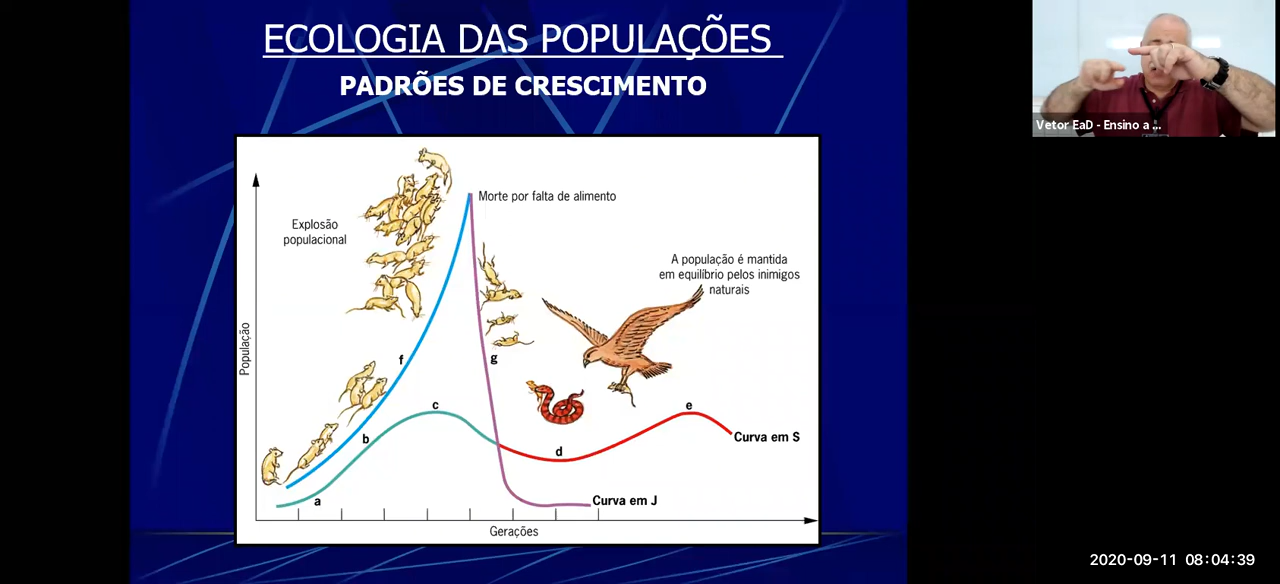 ECOLOGIA DAS POPULAÇÕES
PADRÕES DE CRESCIMENTO
Vetor EaD - Ensino a ...
Morte por falta de alimento
Explosão
populacional
A população é mantida
em equilíbrio pelos inimigos
naturais
População
f
g
c
e
b
Curva em S
d
a
Curva em J
Gerações
2020-09-11 08:04:39